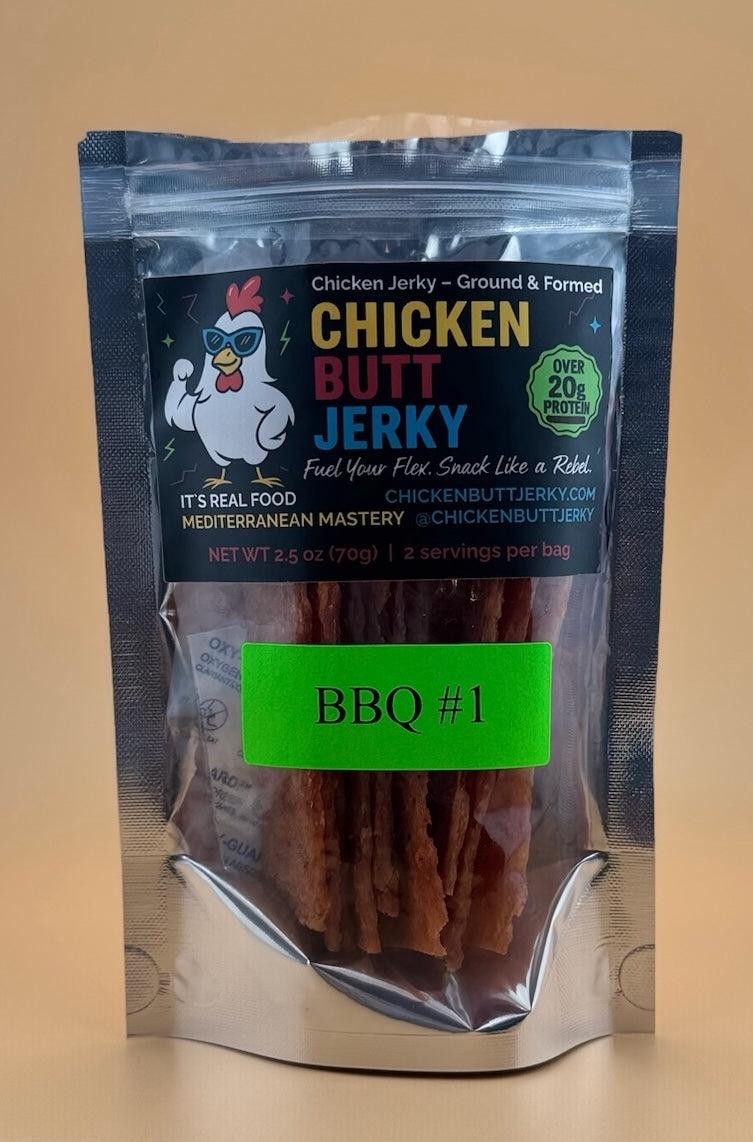 Chicken Jerky – Ground & Formed
CHICKEN
BUTT
JERKY
OVER
20g
PROTEIN
Fuel Your Flex. Snack Like a Rebel.
IT`S REAL FOOD
CHICKENBUTTJERKY.COM
MEDITERRANEAN MASTERY @CHICKENBUTTJERKY
NET WT 2.5 oz (70g) | 2 servings per bag
BBQ #1